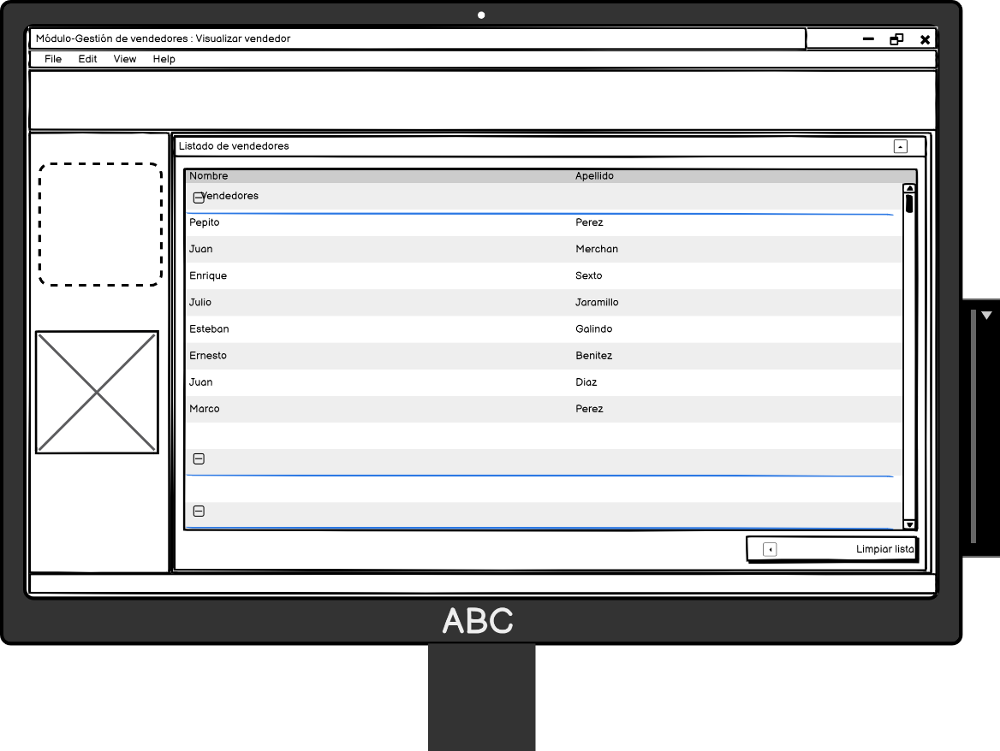 Módulo-Gestión de vendedores : Visualizar vendedor
File Edit View Help
Listado de vendedores
Nombre Apellido
Vendedores
Pepito Perez
Juan Merchan
Enrique Sexto
Julio Jaramillo
Esteban Galindo
Ernesto Benitez
Juan Diaz
Marco Perez
Limpiar lista
ABC